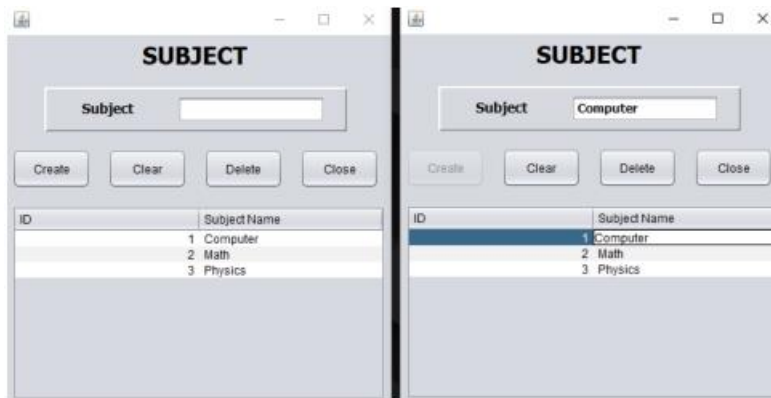 SUBJECT
Subject
Create Clear Delete Close
ID Subject Name
1 Computer
2 Math
3 Physics
SUBJECT
Subject Computer
Create Clear Delete Close
ID Subject Name
1 Computer
2 Math
3 Physics